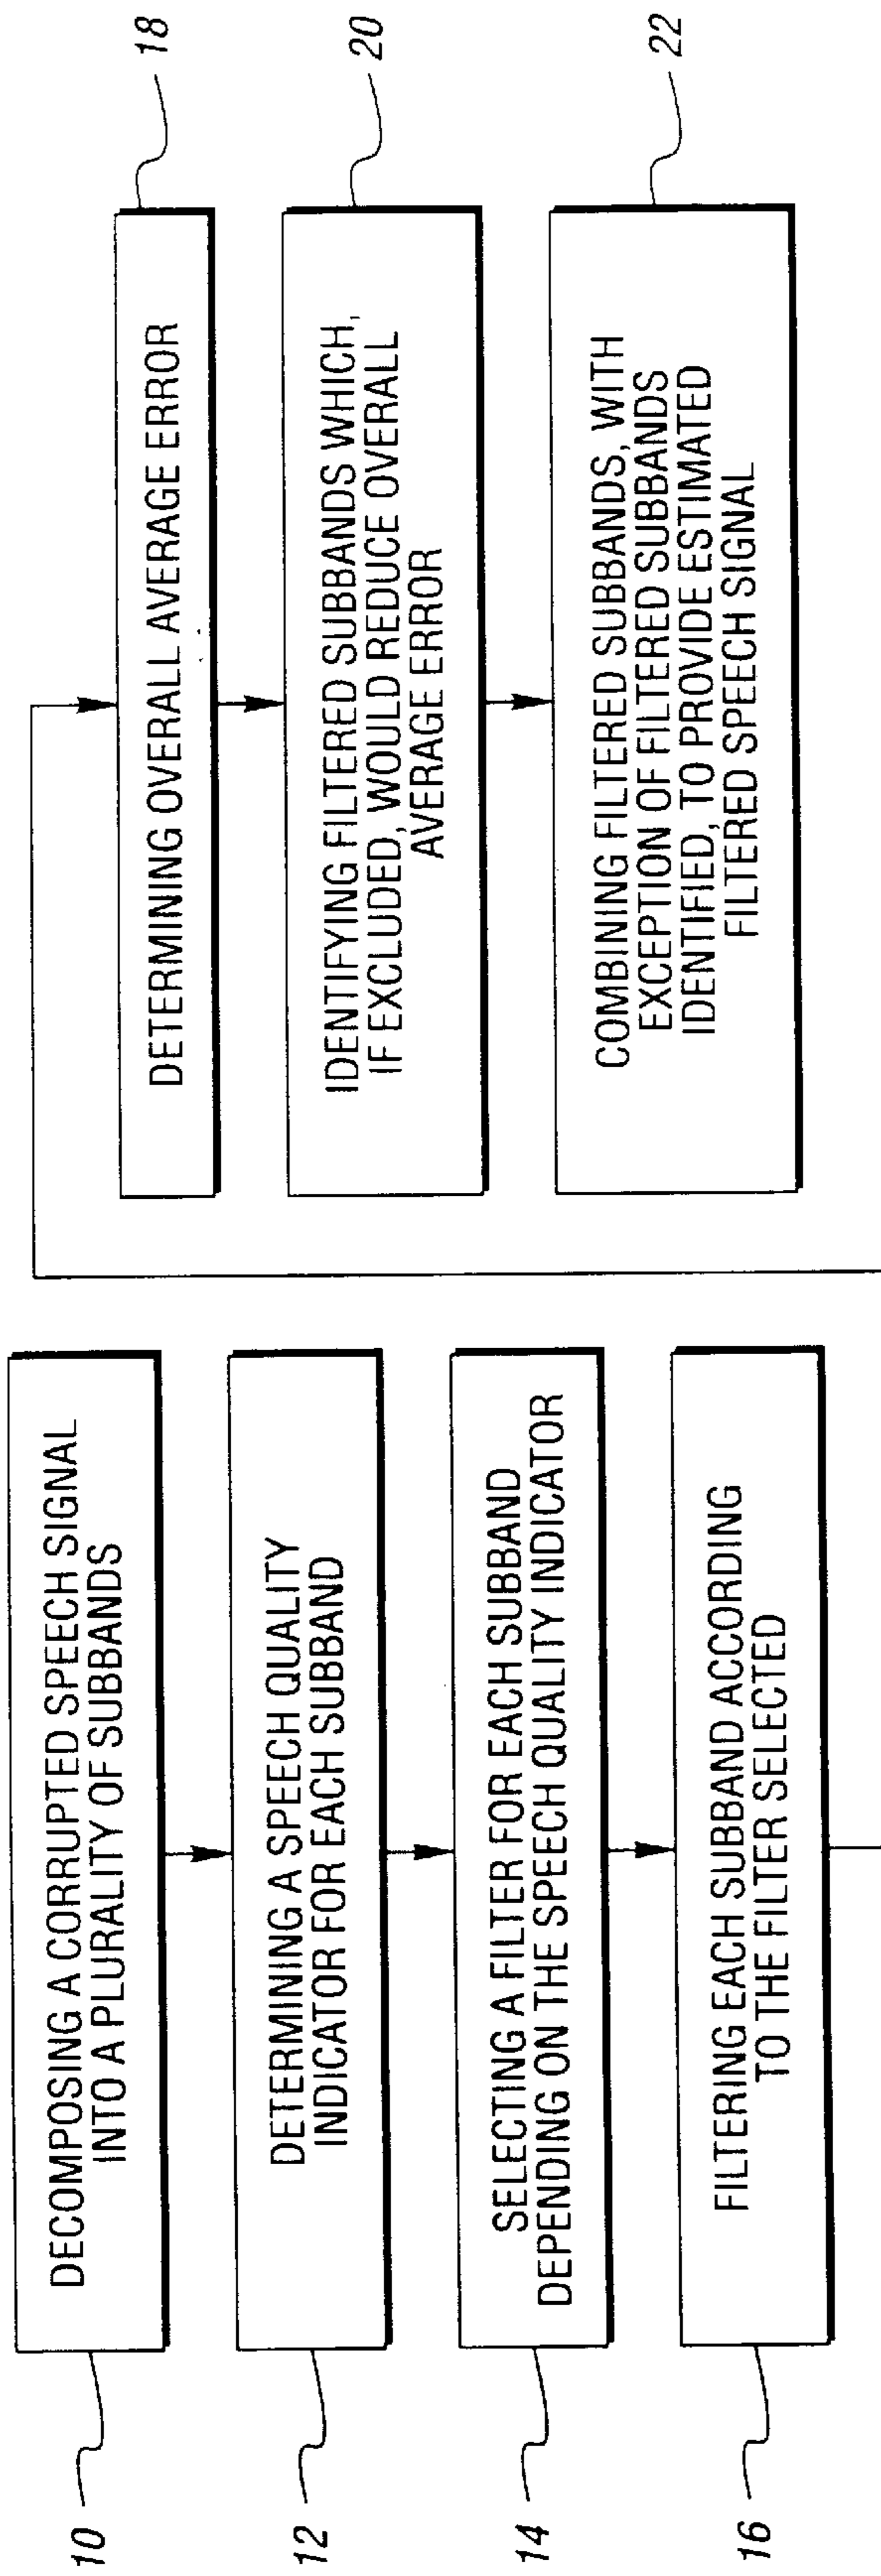 10
DECOMPOSING A CORRUPTED SPEECH SIGNAL
INTO A PLURALITY OF SUBBANDS
12
DETERMINING A SPEECH QUALITY
INDICATOR FOR EACH SUBBAND
14
SELECTING A FILTER FOR EACH SUBBAND
DEPENDING ON THE SPEECH QUALITY INDICATOR
16
FILTERING EACH SUBBAND ACCORDING
TO THE FILTER SELECTED
18
DETERMINING OVERALL AVERAGE ERROR
20
IDENTIFYING FILTERED SUBBANDS WHICH,
IF EXCLUDED, WOULD REDUCE OVERALL
AVERAGE ERROR
22
COMBINING FILTERED SUBBANDS, WITH
EXCEPTION OF FILTERED SUBBANDS
IDENTIFIED, TO PROVIDE ESTIMATED
FILTERED SPEECH SIGNAL